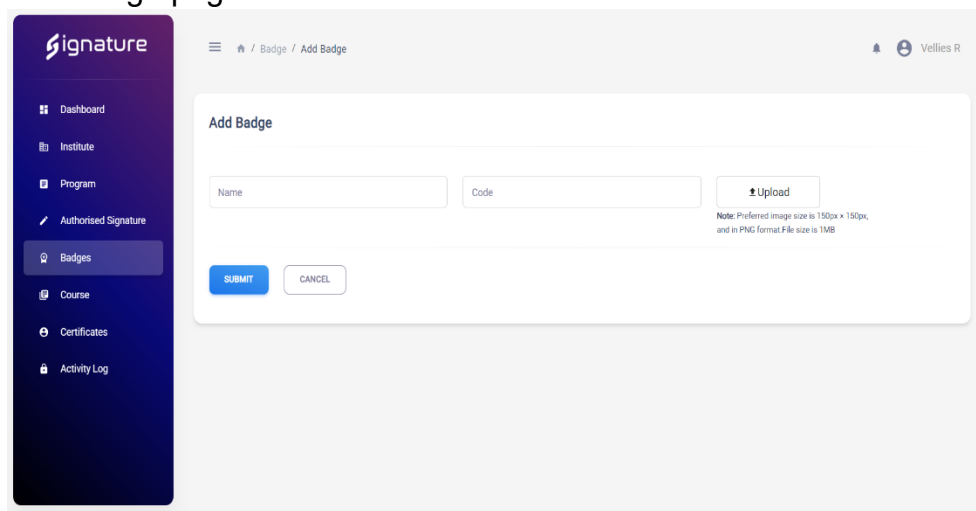 Signature
/ Badge / Add Badge
Vellies R
Dashboard
Institute
Program
Authorised Signature
Badges
Course
Certificates
Activity Log
Add Badge
Name
Code
Upload
Note: Preferred image size is 150px × 150px,
and in PNG format.File size is 1MB
SUBMIT
CANCEL